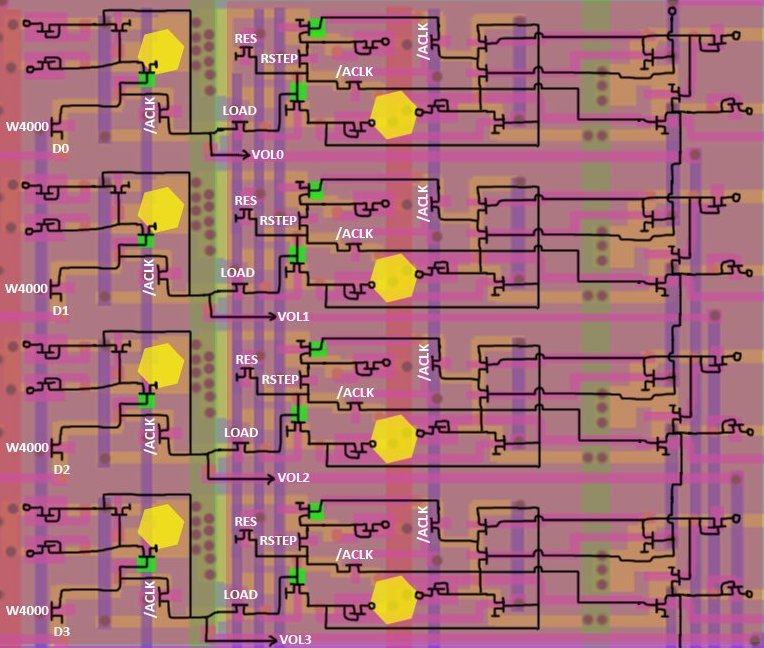 RES
/ACLK
RSTEP
/ACLK
/ACLK
LOAD
W4000
D0
VOL0
RES
/ACLK
RSTEP
/ACLK
/ACLK
LOAD
W4000
D1
VOL1
RES
/ACLK
RSTEP
/ACLK
/ACLK
LOAD
W4000
D2
VOL2
RES
/ACLK
RSTEP
/ACLK
/ACLK
LOAD
W4000
D3
VOL3